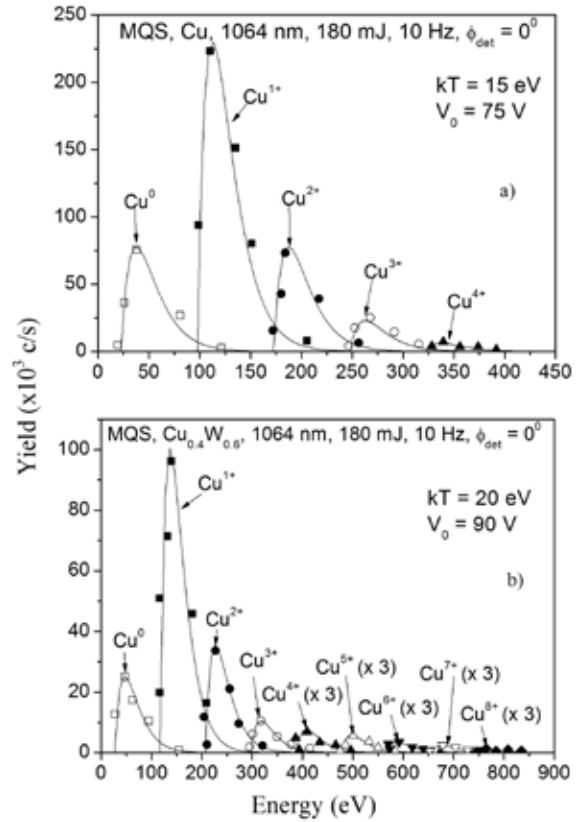 MQS, Cu, 1064 nm, 180 mJ, 10 Hz, ϕdet = 0⁰
kT = 15 eV
V₀ = 75 V
Cu¹⁺
a)
Cu⁰
Cu²⁺
Cu³⁺
Cu⁴⁺
250
200
150
100
50
0
0 50 100 150 200 250 300 350 400 450
Yield (x10³ c/s)
MQS, Cu₀.₄W₀.₆, 1064 nm, 180 mJ, 10 Hz, ϕdet = 0⁰
kT = 20 eV
V₀ = 90 V
Cu¹⁺
b)
Cu⁰
Cu²⁺
Cu³⁺
Cu⁴⁺ (x 3)
Cu⁵⁺ (x 3)
Cu⁶⁺ (x 3)
Cu⁷⁺ (x 3)
Cu⁸⁺ (x 3)
100
80
60
40
20
0
0 100 200 300 400 500 600 700 800 900
Energy (eV)